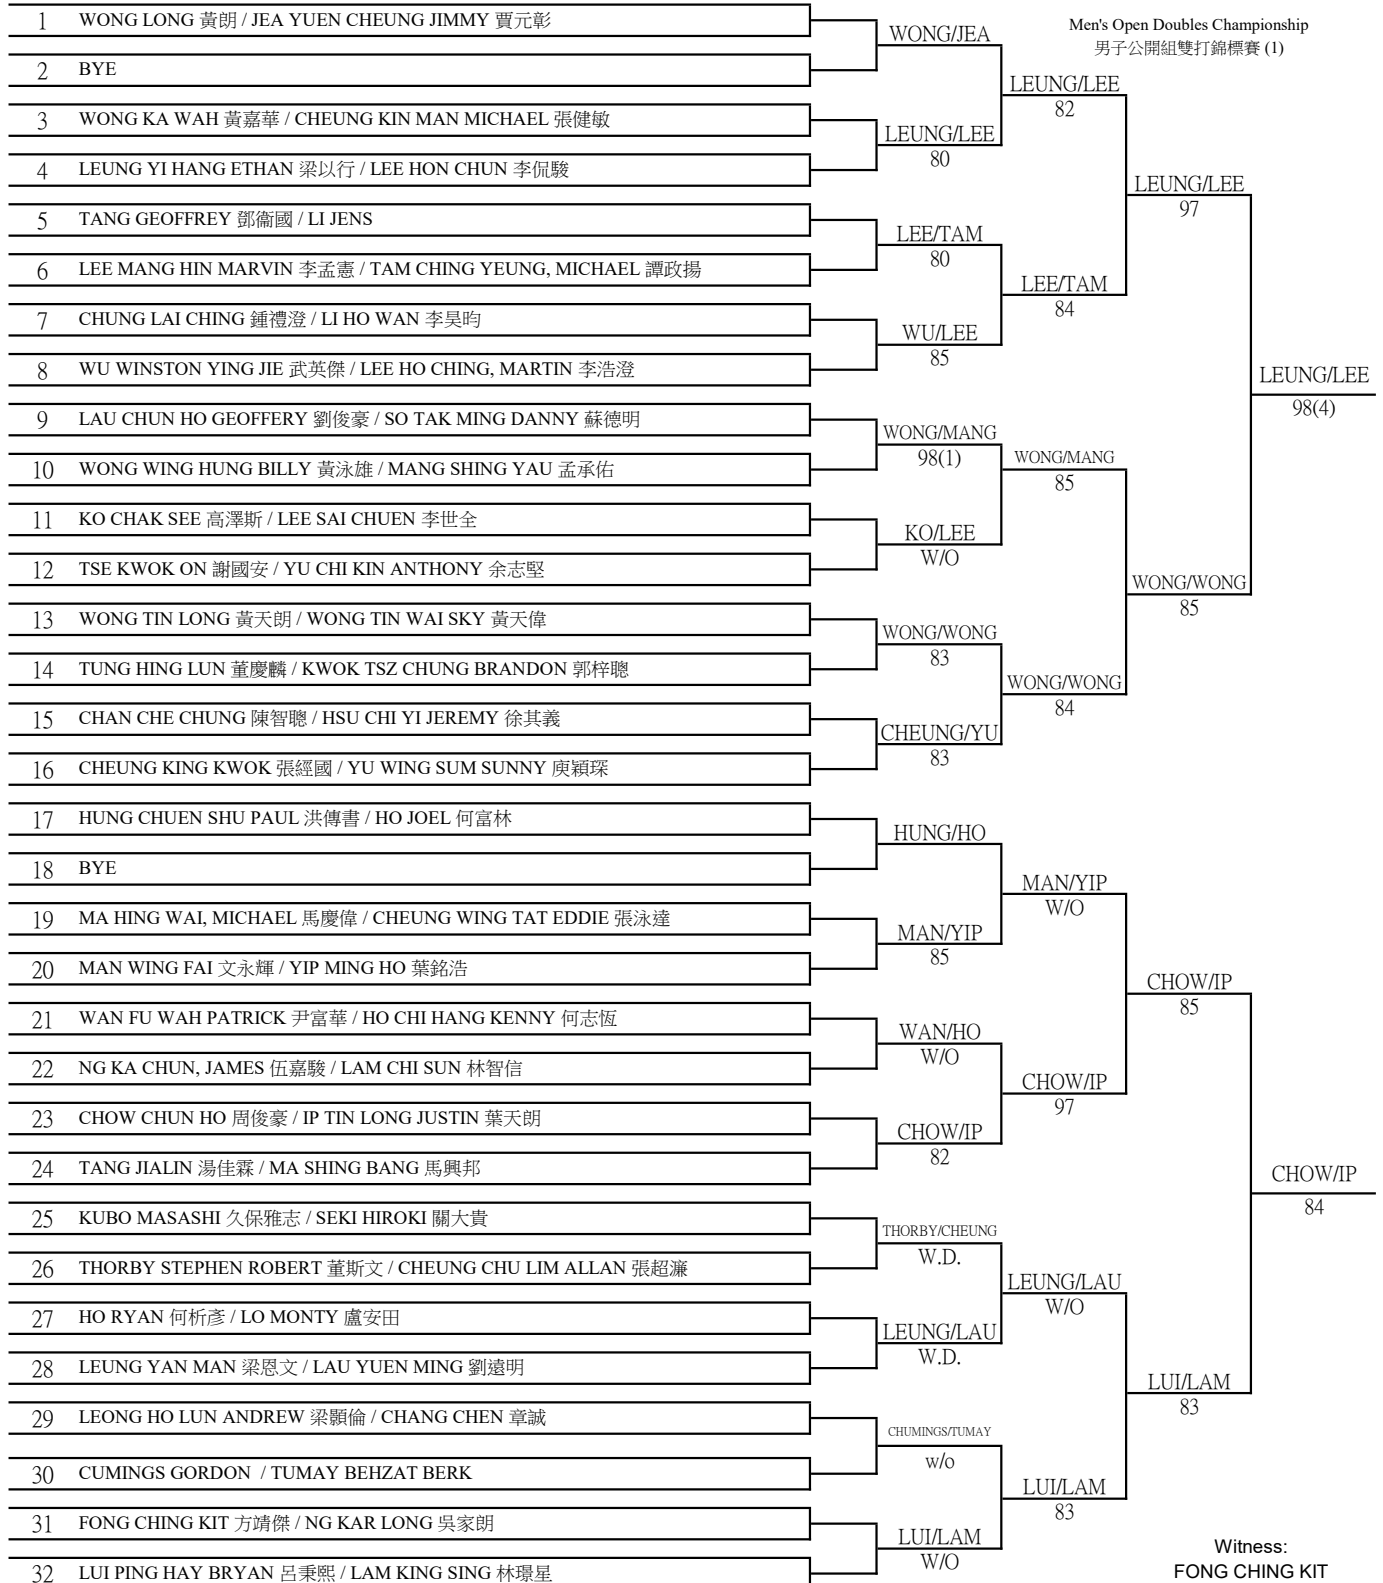 Men's Open Doubles Championship
男子公開組雙打錦標賽 (1)
1 WONG LONG 黃朗 / JEA YUEN CHEUNG JIMMY 賈元彰
2 BYE
3 WONG KA WAH 黃嘉華 / CHEUNG KIN MAN MICHAEL 張健敏
4 LEUNG YI HANG ETHAN 梁以行 / LEE HON CHUN 李侃駿
5 TANG GEOFFREY 鄧衞國 / LI JENS
6 LEE MANG HIN MARVIN 李孟憲 / TAM CHING YEUNG, MICHAEL 譚政揚
7 CHUNG LAI CHING 鍾禮澄 / LI HO WAN 李昊昀
8 WU WINSTON YING JIE 武英傑 / LEE HO CHING, MARTIN 李浩澄
9 LAU CHUN HO GEOFFERY 劉俊豪 / SO TAK MING DANNY 蘇德明
10 WONG WING HUNG BILLY 黃泳雄 / MANG SHING YAU 孟承佑
11 KO CHAK SEE 高澤斯 / LEE SAI CHUEN 李世全
12 TSE KWOK ON 謝國安 / YU CHI KIN ANTHONY 余志堅
13 WONG TIN LONG 黃天朗 / WONG TIN WAI SKY 黃天偉
14 TUNG HING LUN 董慶麟 / KWOK TSZ CHUNG BRANDON 郭梓聰
15 CHAN CHE CHUNG 陳智聰 / HSU CHI YI JEREMY 徐其義
16 CHEUNG KING KWOK 張經國 / YU WING SUM SUNNY 庾穎琛
17 HUNG CHUEN SHU PAUL 洪傳書 / HO JOEL 何富林
18 BYE
19 MA HING WAI, MICHAEL 馬慶偉 / CHEUNG WING TAT EDDIE 張泳達
20 MAN WING FAI 文永輝 / YIP MING HO 葉銘浩
21 WAN FU WAH PATRICK 尹富華 / HO CHI HANG KENNY 何志恆
22 NG KA CHUN, JAMES 伍嘉駿 / LAM CHI SUN 林智信
23 CHOW CHUN HO 周俊豪 / IP TIN LONG JUSTIN 葉天朗
24 TANG JIALIN 湯佳霖 / MA SHING BANG 馬興邦
25 KUBO MASASHI 久保雅志 / SEKI HIROKI 關大貴
26 THORBY STEPHEN ROBERT 董斯文 / CHEUNG CHU LIM ALLAN 張超濂
27 HO RYAN 何析彥 / LO MONTY 盧安田
28 LEUNG YAN MAN 梁恩文 / LAU YUEN MING 劉遠明
29 LEONG HO LUN ANDREW 梁顥倫 / CHANG CHEN 章誠
30 CUMINGS GORDON / TUMAY BEHZAT BERK
31 FONG CHING KIT 方靖傑 / NG KAR LONG 吳家朗
32 LUI PING HAY BRYAN 呂秉熙 / LAM KING SING 林璟星
WONG/JEA
LEUNG/LEE
80
LEE/TAM
80
WU/LEE
85
WONG/MANG
98(1)
KO/LEE
W/O
WONG/WONG
83
CHEUNG/YU
83
HUNG/HO
MAN/YIP
85
WAN/HO
W/O
CHOW/IP
82
THORBY/CHEUNG
W.D.
LEUNG/LAU
W.D.
CHUMINGS/TUMAY
w/o
LUI/LAM
W/O
LEUNG/LEE
82
LEE/TAM
84
WONG/MANG
85
WONG/WONG
84
MAN/YIP
W/O
CHOW/IP
97
LEUNG/LAU
W/O
LUI/LAM
83
LEUNG/LEE
97
WONG/WONG
85
CHOW/IP
85
LUI/LAM
83
LEUNG/LEE
98(4)
CHOW/IP
84
Witness:
FONG CHING KIT